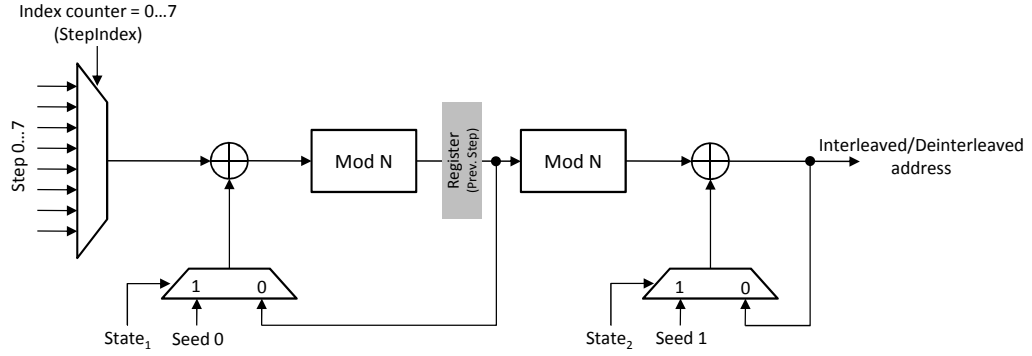 Index counter = 0...7
(StepIndex)
Step 0...7
Mod N
Register
(Prev. Step)
Mod N
Interleaved/Deinterleaved
address
1 0
State1 Seed 0
1 0
State2 Seed 1